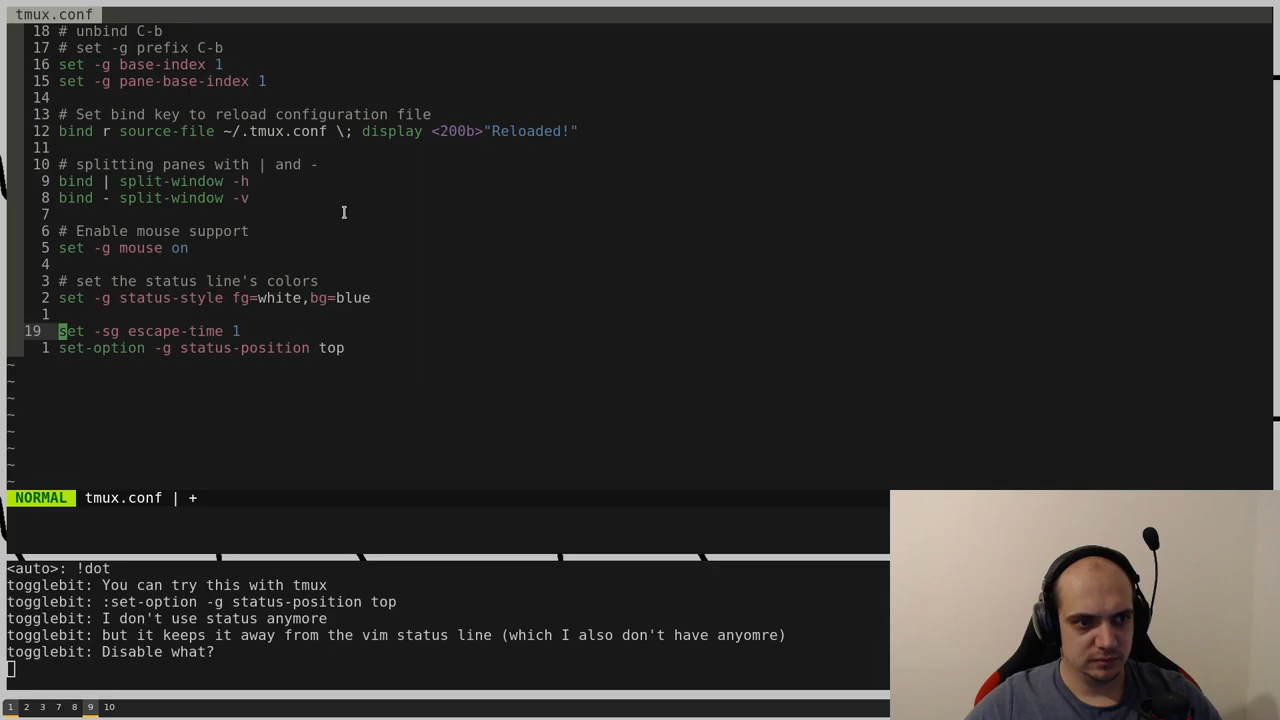 tmux.conf
18 # unbind C-b
17 # set -g prefix C-b
16 set -g base-index 1
15 set -g pane-base-index 1
14
13 # Set bind key to reload configuration file
12 bind r source-file ~/.tmux.conf \; display <200b>"Reloaded!"
11
10 # splitting panes with | and -
9 bind | split-window -h
8 bind - split-window -v
7
6 # Enable mouse support
5 set -g mouse on
4
3 # set the status line's colors
2 set -g status-style fg=white,bg=blue
1
19 set -sg escape-time 1
1 set-option -g status-position top
~
~
~
~
~
~
~
~
NORMAL tmux.conf | +
<auto>: !dot
togglebit: You can try this with tmux
togglebit: :set-option -g status-position top
togglebit: I don't use status anymore
togglebit: but it keeps it away from the vim status line (which I also don't have anyomre)
togglebit: Disable what?
1 2 3 7 8 9 10